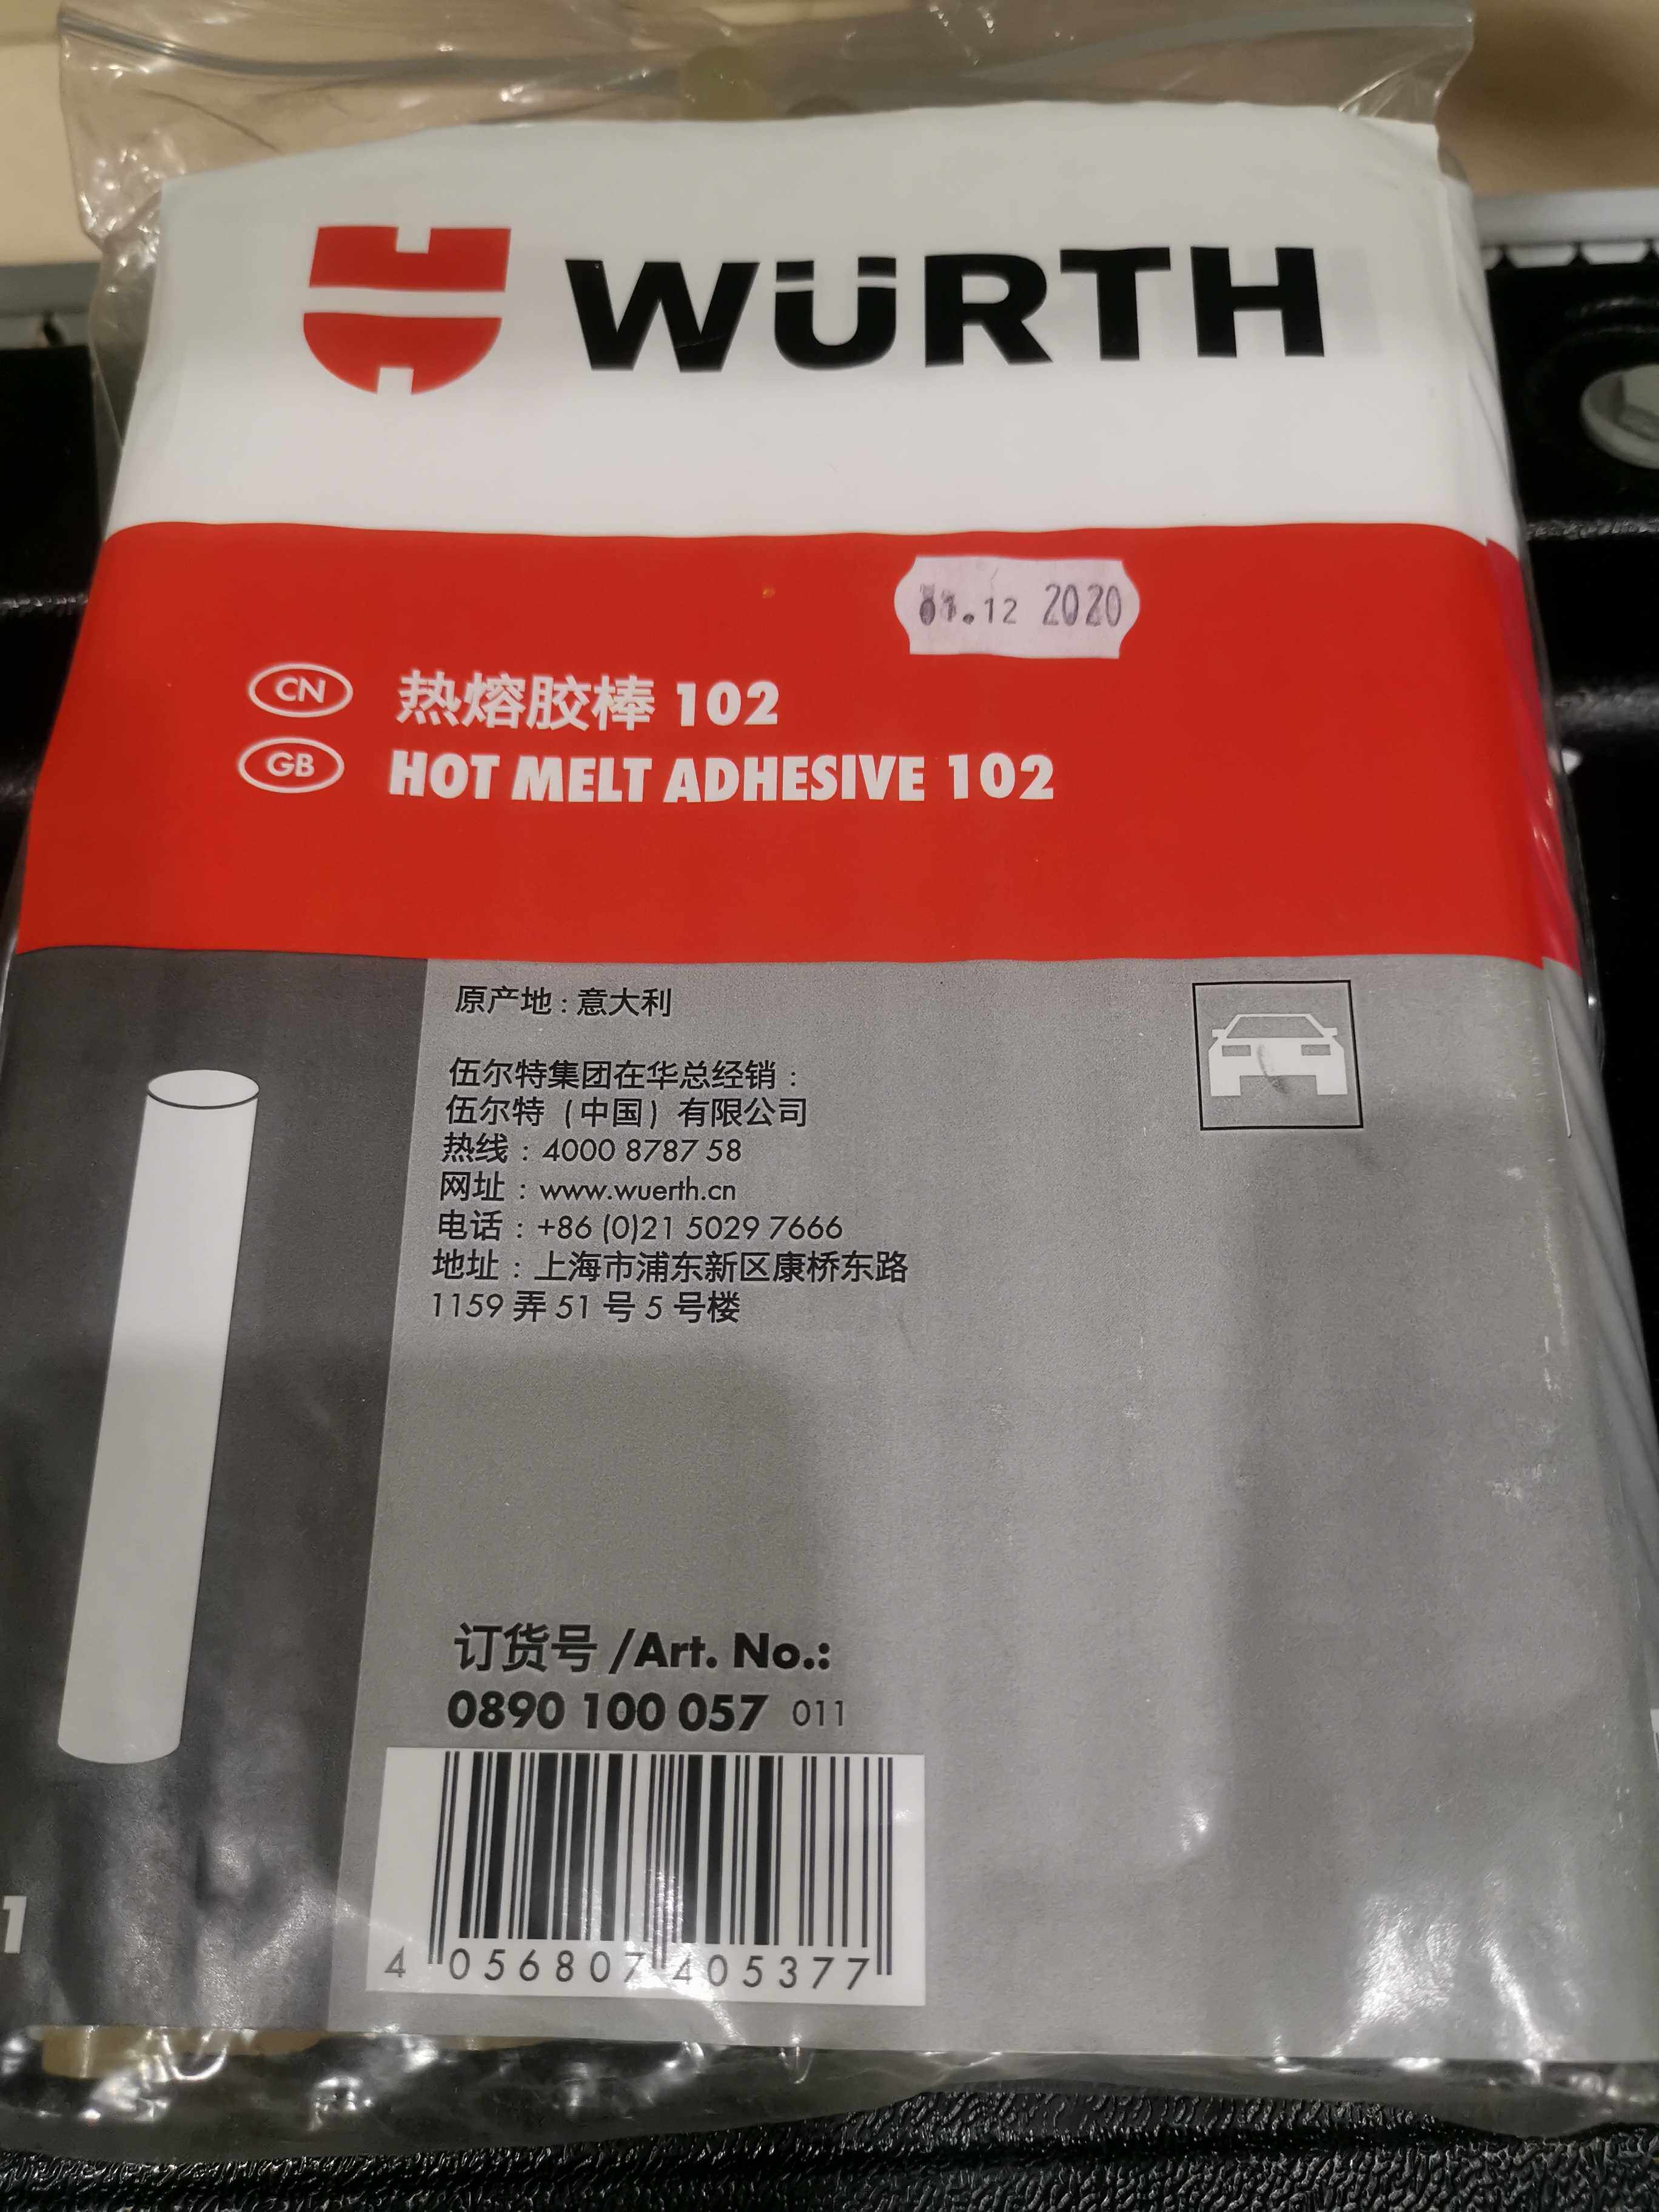 WÜRTH
12 2020
CN 热熔胶棒 102
GB HOT MELT ADHESIVE 102
原产地：意大利
伍尔特集团在华总经销：
伍尔特（中国）有限公司
热线：4000 8787 58
网址：www.wuerth.cn
电话：+86 (0)21 5029 7666
地址：上海市浦东新区康桥东路
1159 弄 51 号 5 号楼
订货号 /Art. No.:
0890 100 057 011
1
4 056807 405377